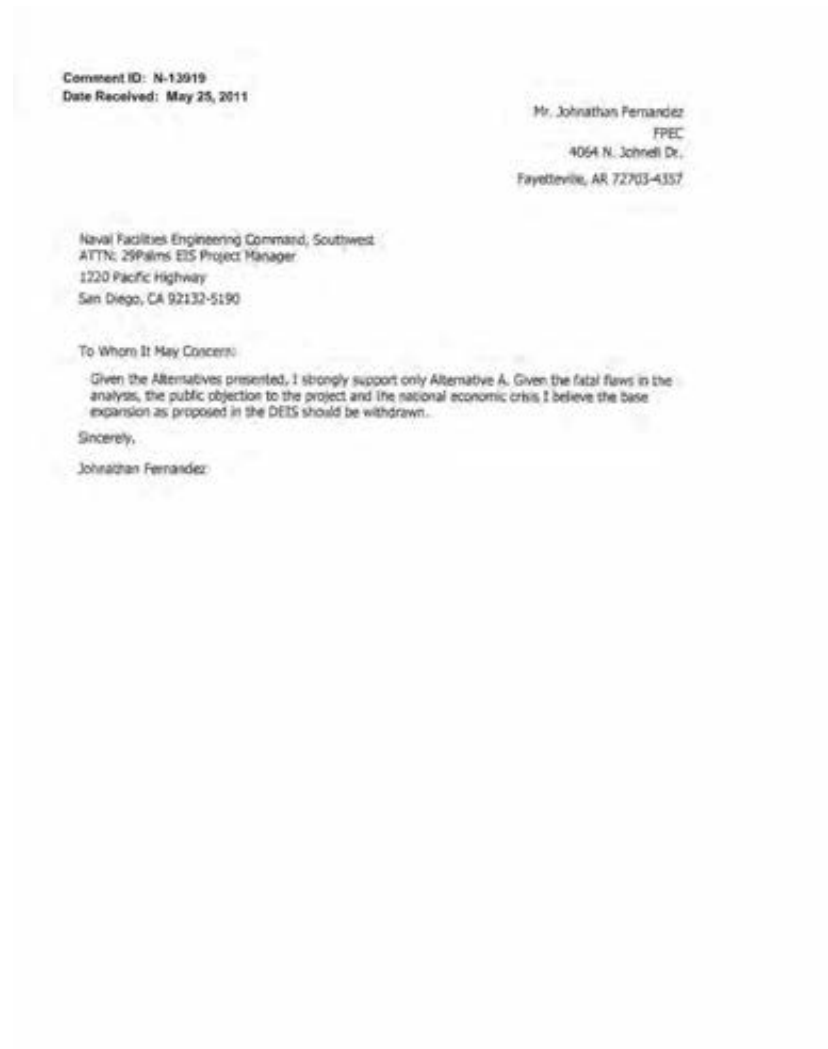 Comment ID: N-13919
Date Received: May 25, 2011
Mr. Johnathan Fernandez
FPEC
4064 N. Johnell Dr.
Fayetteville, AR 72703-4357
Naval Facilities Engineering Command, Southwest
ATTN: 29Palms EIS Project Manager
1220 Pacific Highway
San Diego, CA 92132-5190
To Whom It May Concern:
Given the Alternatives presented, I strongly support only Alternative A. Given the fatal flaws in the
analysis, the public objection to the project and the national economic crisis I believe the base
expansion as proposed in the DEIS should be withdrawn.
Sincerely,
Johnathan Fernandez